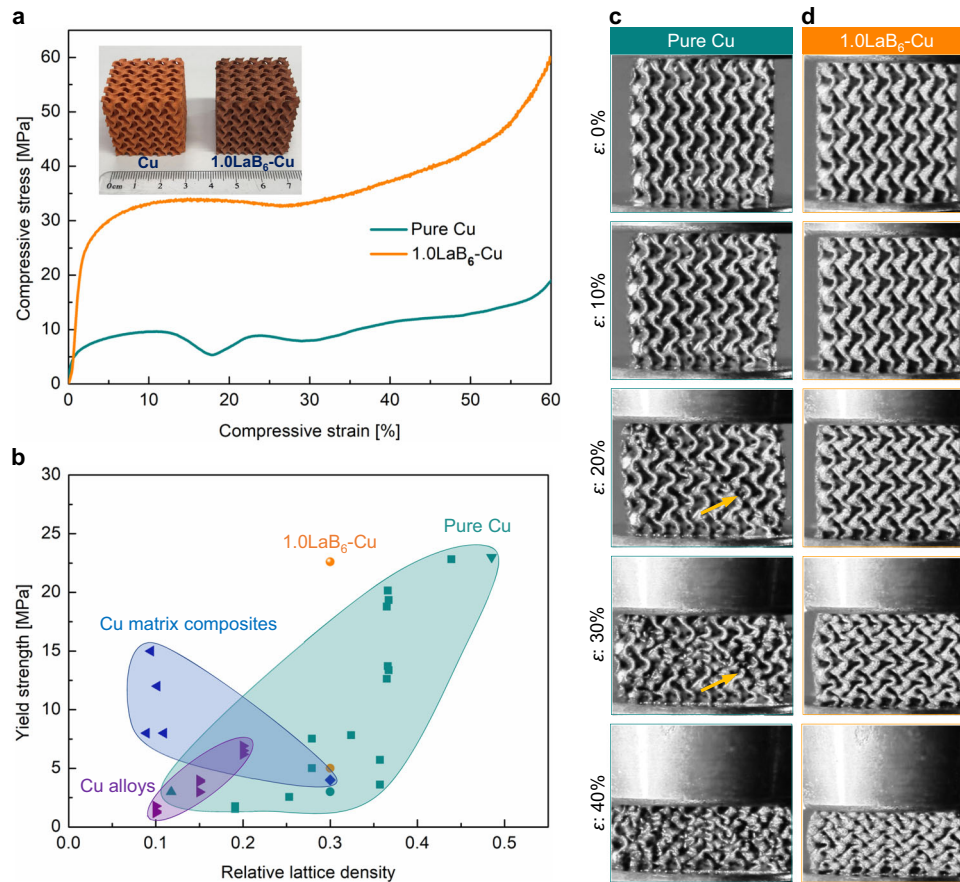 a
Compressive stress [MPa]
60
50
40
30
20
10
0
0 10 20 30 40 50 60
Compressive strain [%]
Cu
1.0LaB₆-Cu
0cm 1 2 3 4 5 6 7
Pure Cu
1.0LaB₆-Cu
b
Yield strength [MPa]
30
25
20
15
10
5
0
0.0 0.1 0.2 0.3 0.4 0.5
Relative lattice density
Pure Cu
1.0LaB₆-Cu
Cu matrix composites
Cu alloys
c
Pure Cu
ε: 0%
ε: 10%
ε: 20%
ε: 30%
ε: 40%
d
1.0LaB₆-Cu